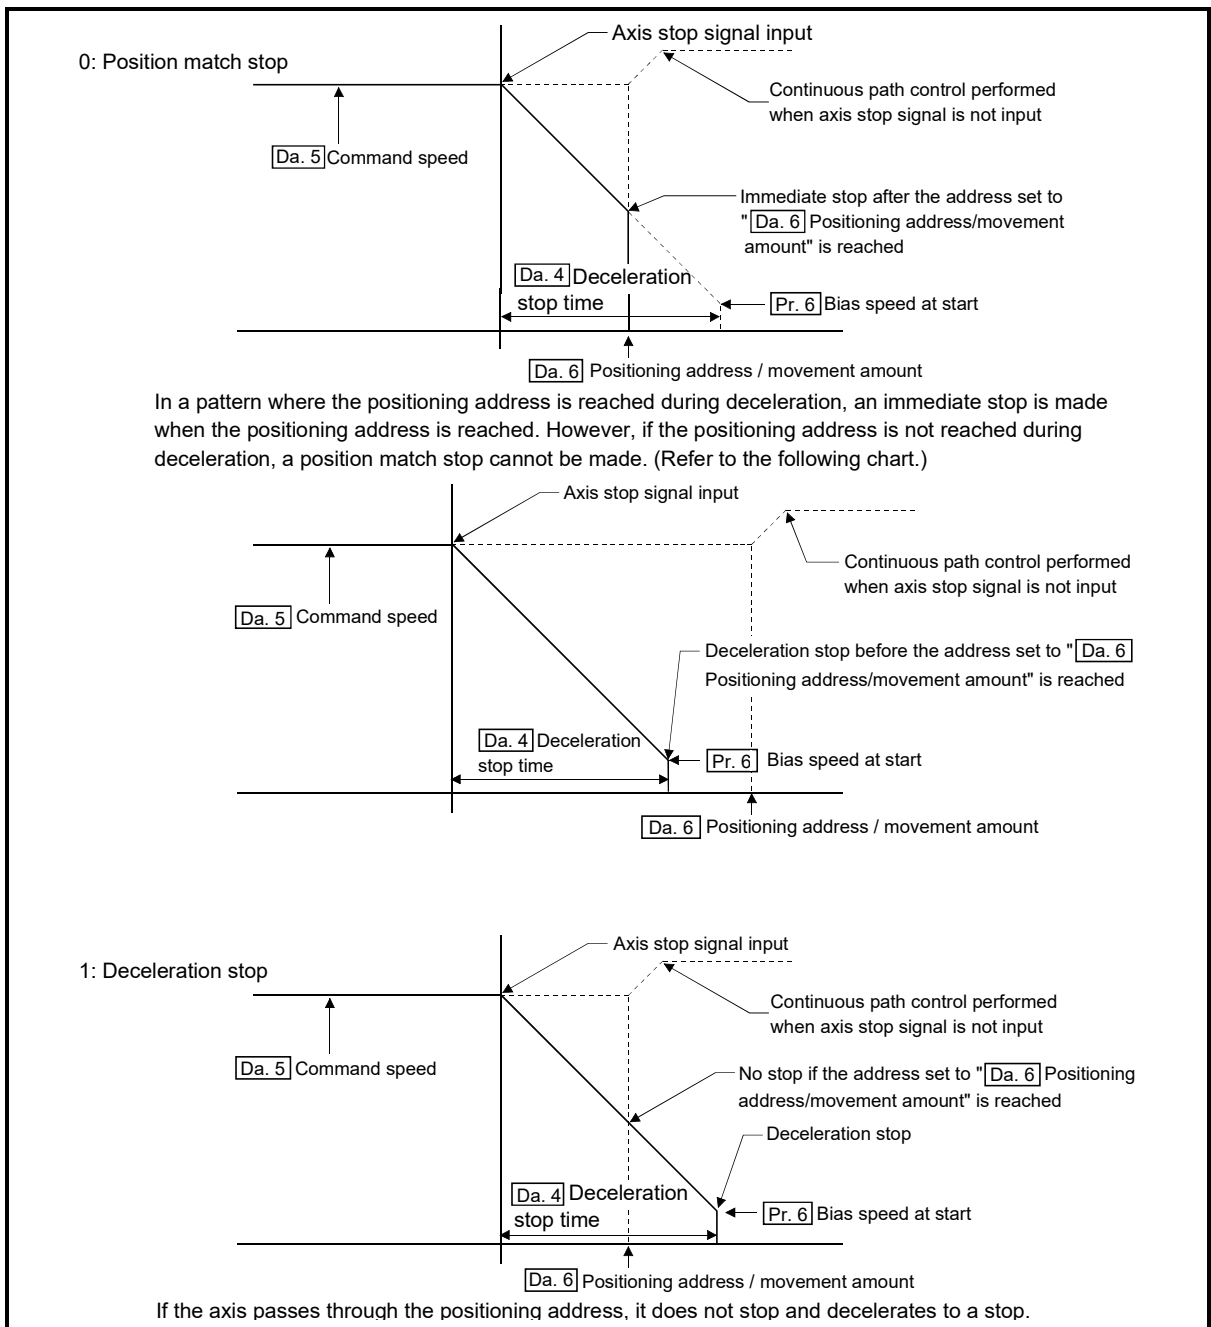 Axis stop signal input
0: Position match stop
Continuous path control performed
when axis stop signal is not input
Da. 5 Command speed
Immediate stop after the address set to
" Da. 6 Positioning address/movement
amount" is reached
Da. 4 Deceleration
stop time
Pr. 6 Bias speed at start
Da. 6 Positioning address / movement amount
In a pattern where the positioning address is reached during deceleration, an immediate stop is made
when the positioning address is reached. However, if the positioning address is not reached during
deceleration, a position match stop cannot be made. (Refer to the following chart.)
Axis stop signal input
Continuous path control performed
when axis stop signal is not input
Da. 5 Command speed
Deceleration stop before the address set to " Da. 6
Positioning address/movement amount" is reached
Da. 4 Deceleration
stop time
Pr. 6 Bias speed at start
Da. 6 Positioning address / movement amount
Axis stop signal input
1: Deceleration stop
Continuous path control performed
when axis stop signal is not input
Da. 5 Command speed
No stop if the address set to " Da. 6 Positioning
address/movement amount" is reached
Deceleration stop
Da. 4 Deceleration
stop time
Pr. 6 Bias speed at start
Da. 6 Positioning address / movement amount
If the axis passes through the positioning address, it does not stop and decelerates to a stop.